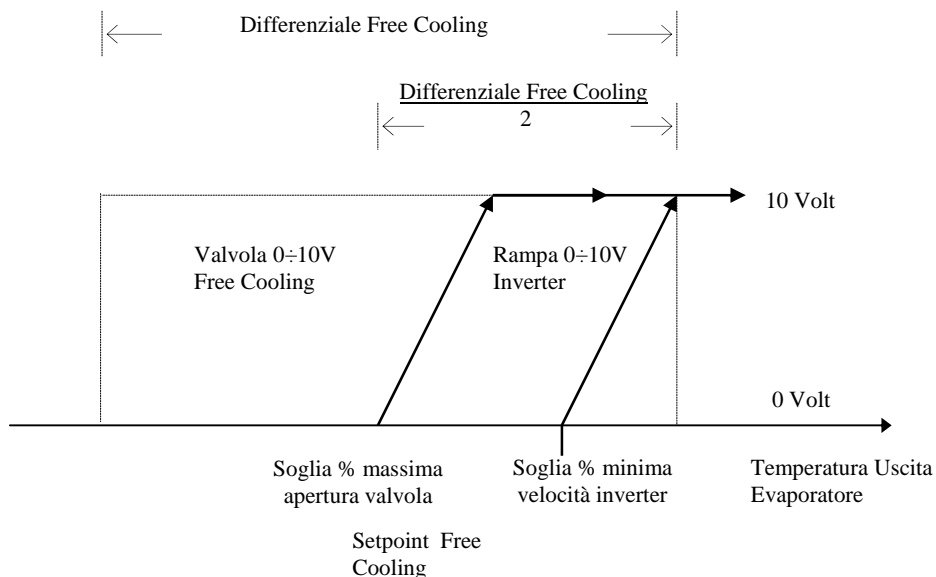 Differenziale Free Cooling
Differenziale Free Cooling
2
10 Volt
Valvola 0÷10V
Free Cooling
Rampa 0÷10V
Inverter
0 Volt
Soglia % massima
apertura valvola
Soglia % minima
velocità inverter
Temperatura Uscita
Evaporatore
Setpoint Free
Cooling